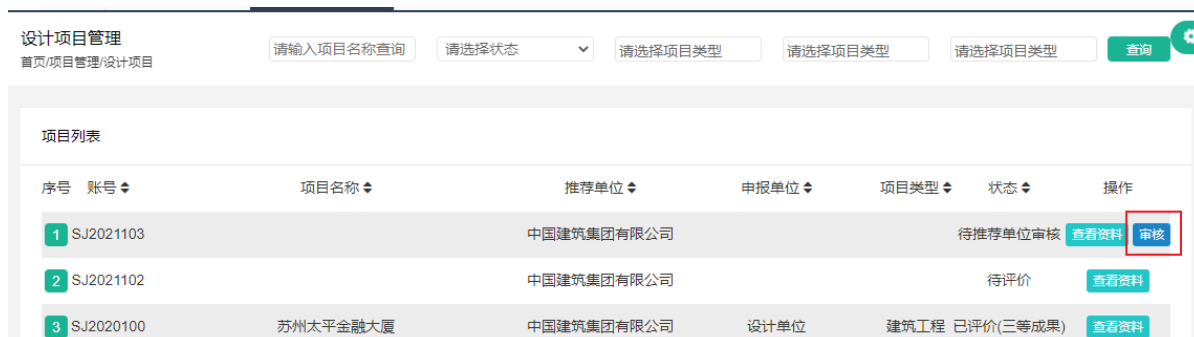 设计项目管理
首页/项目管理/设计项目
请输入项目名称查询 请选择状态 请选择项目类型 请选择项目类型 请选择项目类型 查询
项目列表
序号 账号 项目名称 推荐单位 申报单位 项目类型 状态 操作
1 SJ2021103 中国建筑集团有限公司 待推荐单位审核 查看资料 审核
2 SJ2021102 中国建筑集团有限公司 待评价 查看资料
3 SJ2020100 苏州太平金融大厦 中国建筑集团有限公司 设计单位 建筑工程 已评价(三等成果) 查看资料